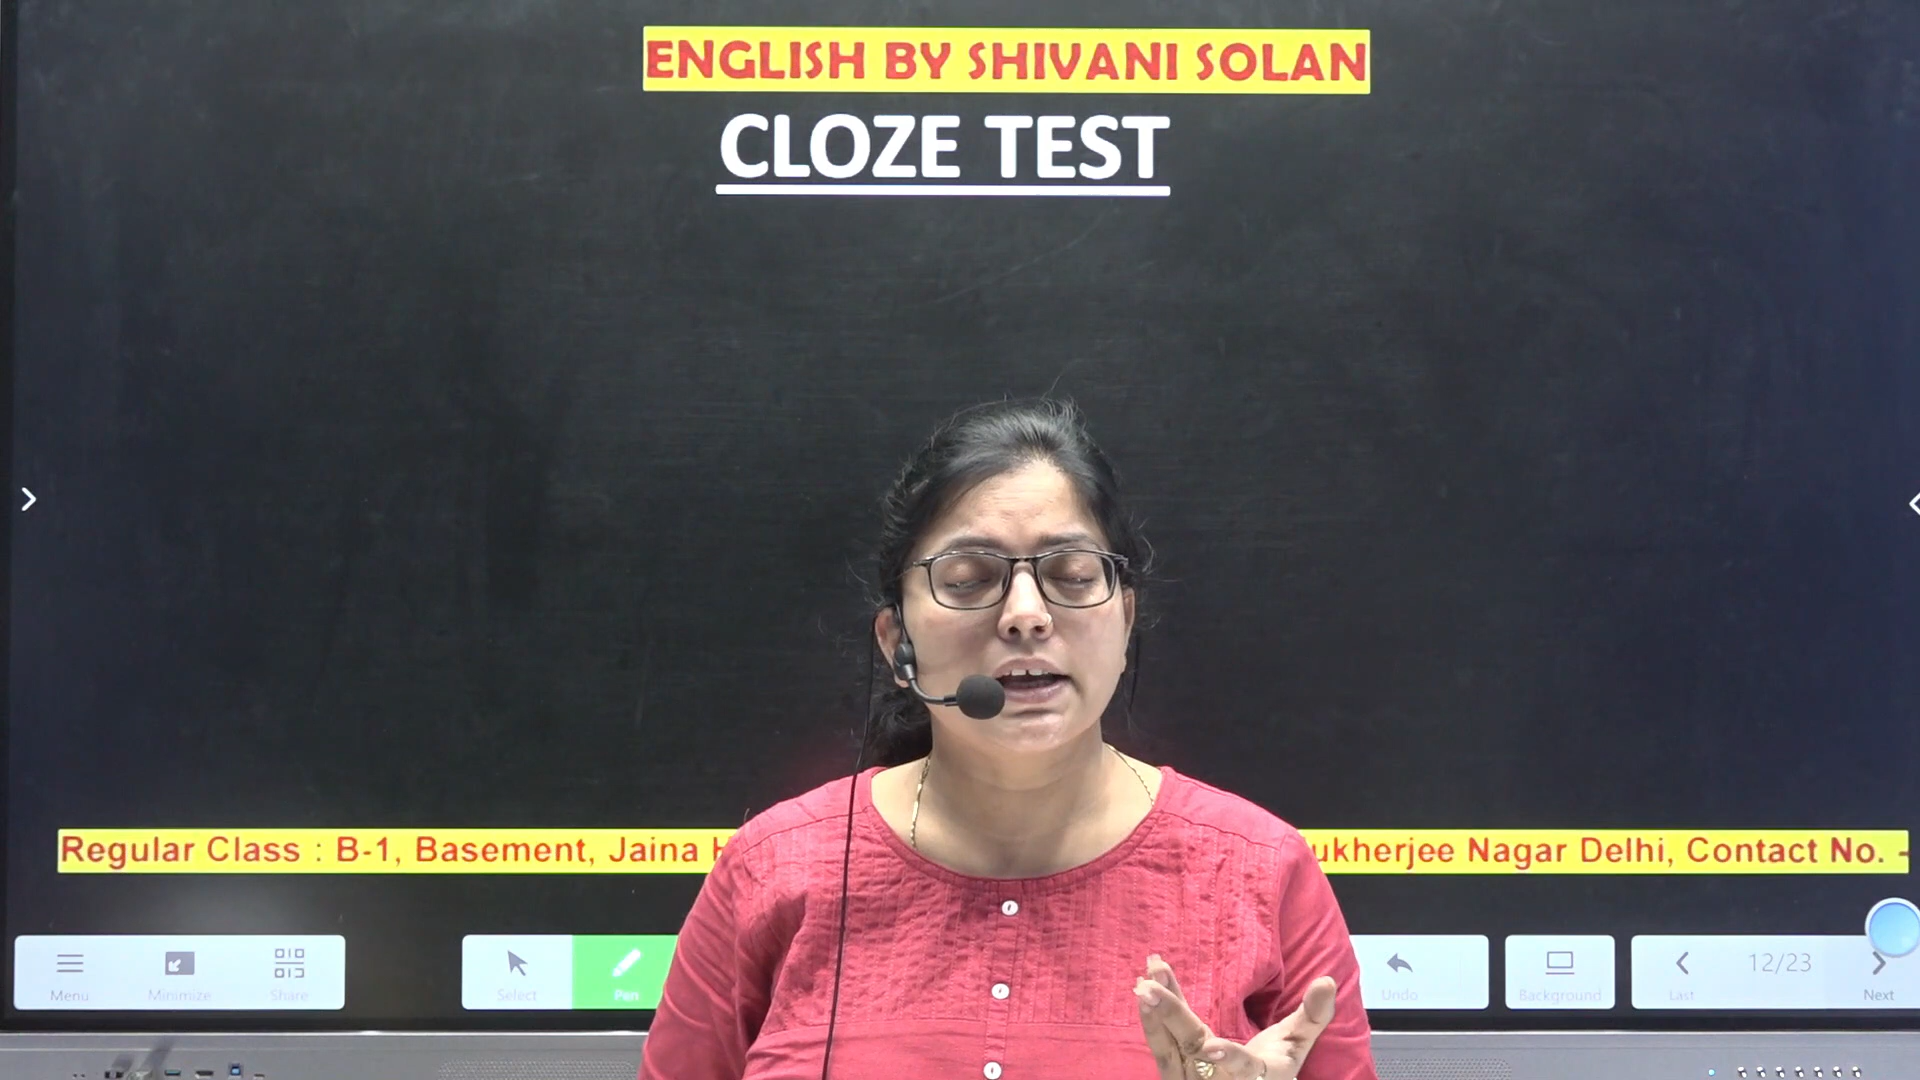 ENGLISH BY SHIVANI SOLAN
CLOZE TEST
Regular Class : B-1, Basement, Jaina Nagar Delhi, Contact No. -
Menu Minimize Share Select Pen Undo Background Last 12/23 Next